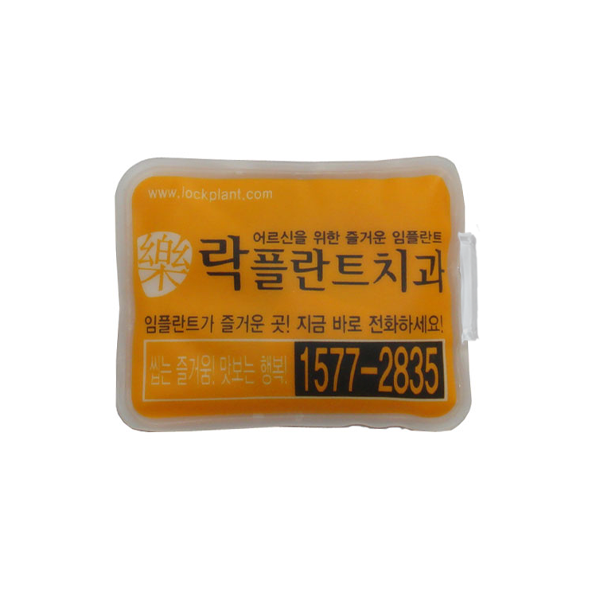 www.lockplant.com
어르신을 위한 즐거운 임플란트
樂 락플란트치과
임플란트가 즐거운 곳! 지금 바로 전화하세요!
씹는 즐거움! 맛보는 행복! 1577-2835